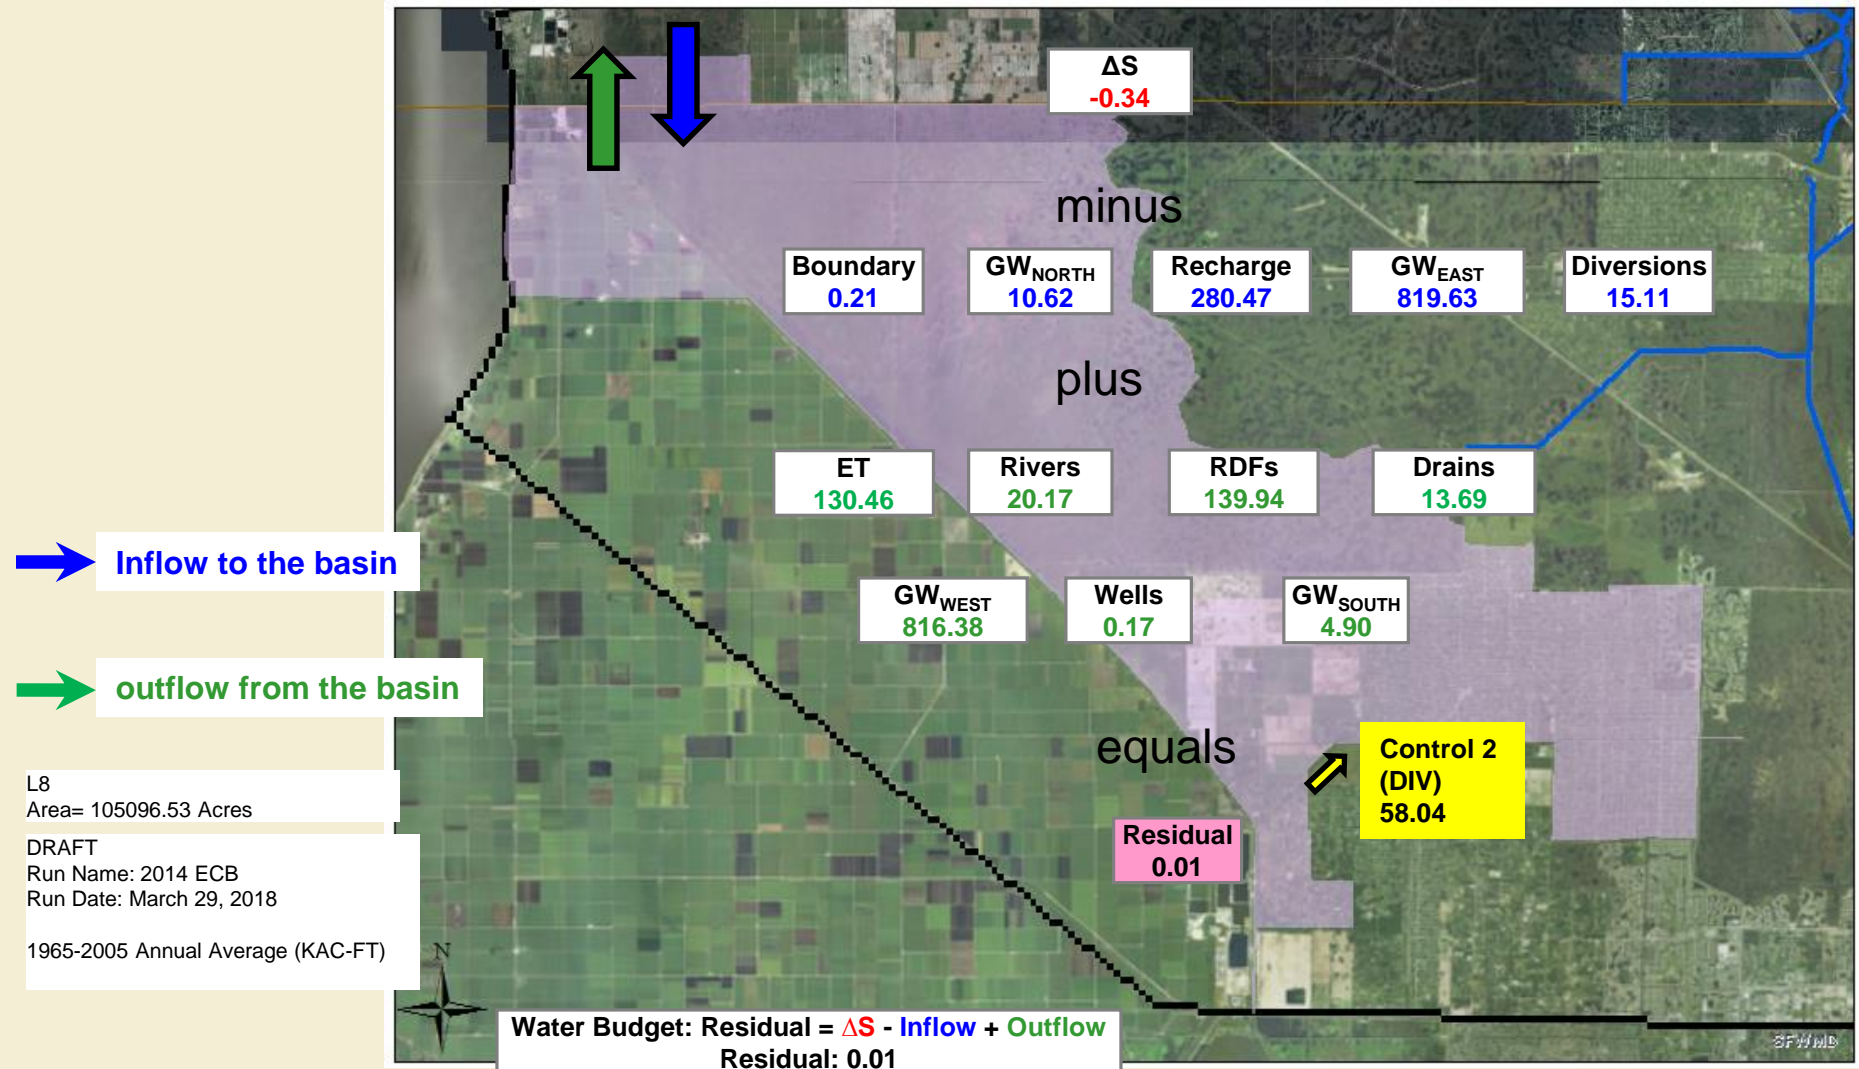 ΔS
-0.34
minus
Boundary
0.21
GW_NORTH
10.62
Recharge
280.47
GW_EAST
819.63
Diversions
15.11
plus
ET
130.46
Rivers
20.17
RDFs
139.94
Drains
13.69
Inflow to the basin
GW_WEST
816.38
Wells
0.17
GW_SOUTH
4.90
outflow from the basin
equals
Control 2
(DIV)
58.04
L8
Area= 105096.53 Acres
Residual
0.01
DRAFT
Run Name: 2014 ECB
Run Date: March 29, 2018
1965-2005 Annual Average (KAC-FT)
N
Water Budget: Residual = ΔS - Inflow + Outflow
Residual: 0.01
SFWMD